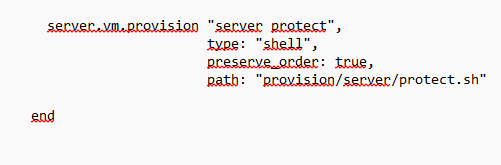 server.vm.provision "server protect",
type: "shell",
preserve_order: true,
path: "provision/server/protect.sh"
end